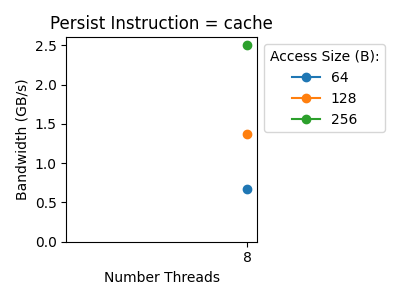 Persist Instruction = cache
Access Size (B):
64
128
256
Bandwidth (GB/s)
2.5
2.0
1.5
1.0
0.5
0.0
8
Number Threads